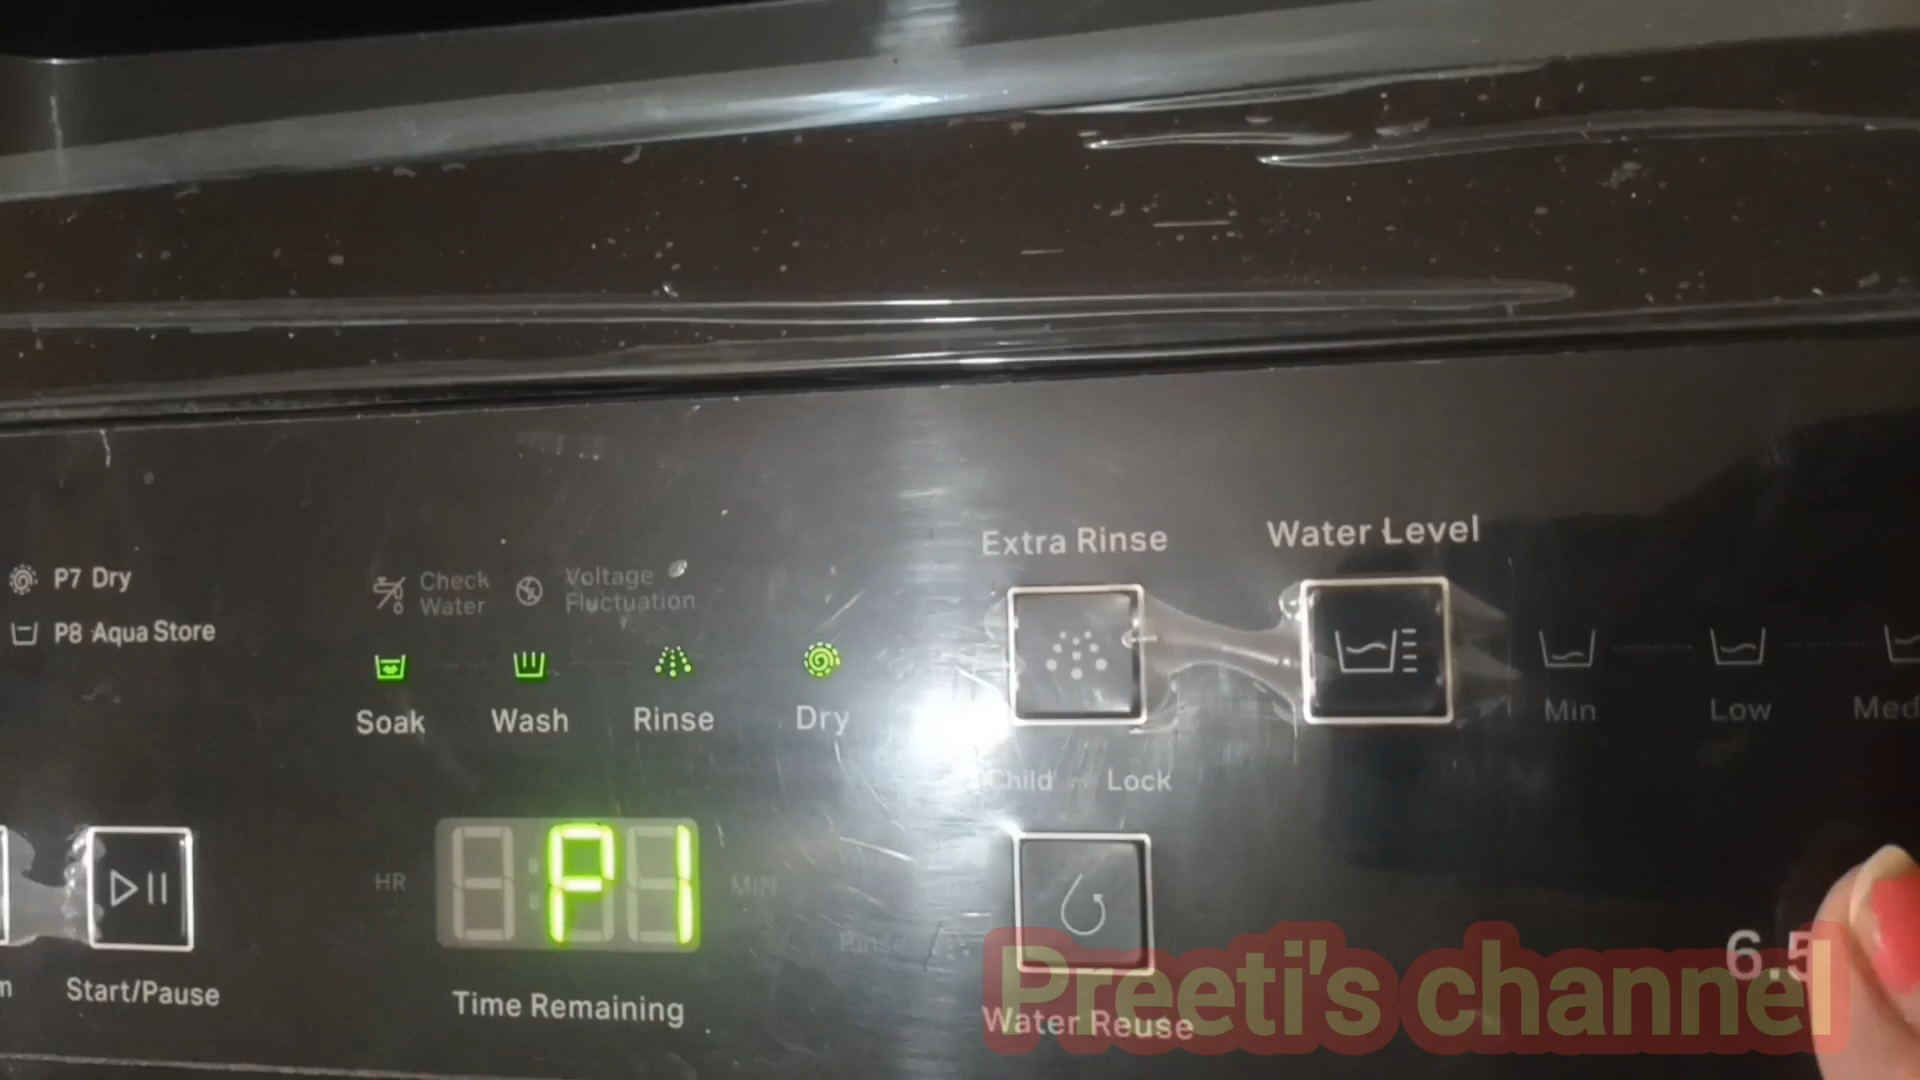 Extra Rinse
Water Level
P7 Dry
P8 Aqua Store
Check
Water
Voltage
Fluctuation
Soak
Wash
Rinse
Dry
Min
Low
Med
Child
Lock
HR
P1
MIN
Rinse
6.5
m
Start/Pause
Time Remaining
Water Reuse
Preeti's channel